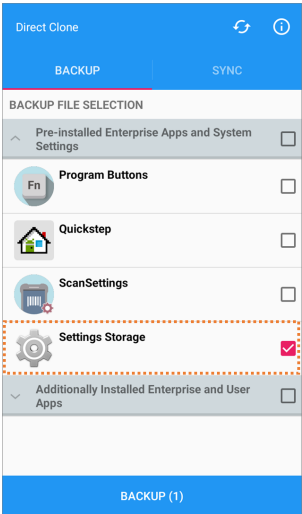 Direct Clone
BACKUP
SYNC
BACKUP FILE SELECTION
Pre-installed Enterprise Apps and System
Settings
Fn
Program Buttons
Quickstep
ScanSettings
Settings Storage
Additionally Installed Enterprise and User
Apps
BACKUP (1)